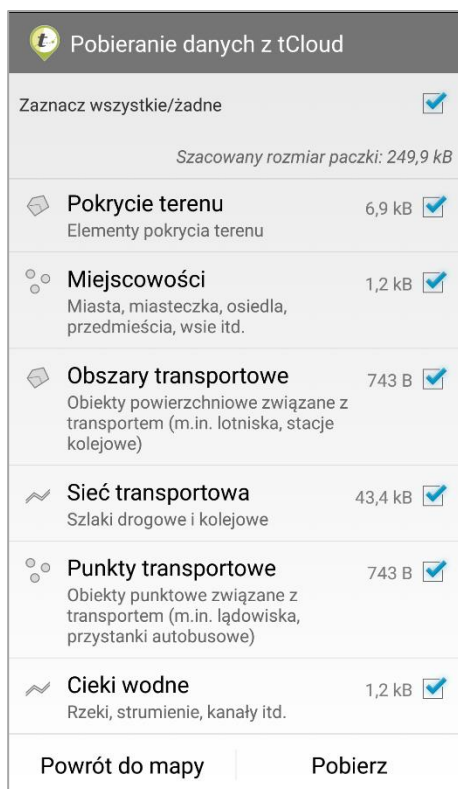 t
Pobieranie danych z tCloud
Zaznacz wszystkie/żadne
Szacowany rozmiar paczki: 249,9 kB
Pokrycie terenu 6,9 kB
Elementy pokrycia terenu
Miejscowości 1,2 kB
Miasta, miasteczka, osiedla,
przedmieścia, wsie itd.
Obszary transportowe 743 B
Obiekty powierzchniowe związane z
transportem (m.in. lotniska, stacje
kolejowe)
Sieć transportowa 43,4 kB
Szlaki drogowe i kolejowe
Punkty transportowe 743 B
Obiekty punktowe związane z
transportem (m.in. lądowiska,
przystanki autobusowe)
Cieki wodne 1,2 kB
Rzeki, strumienie, kanały itd.
Powrót do mapy Pobierz